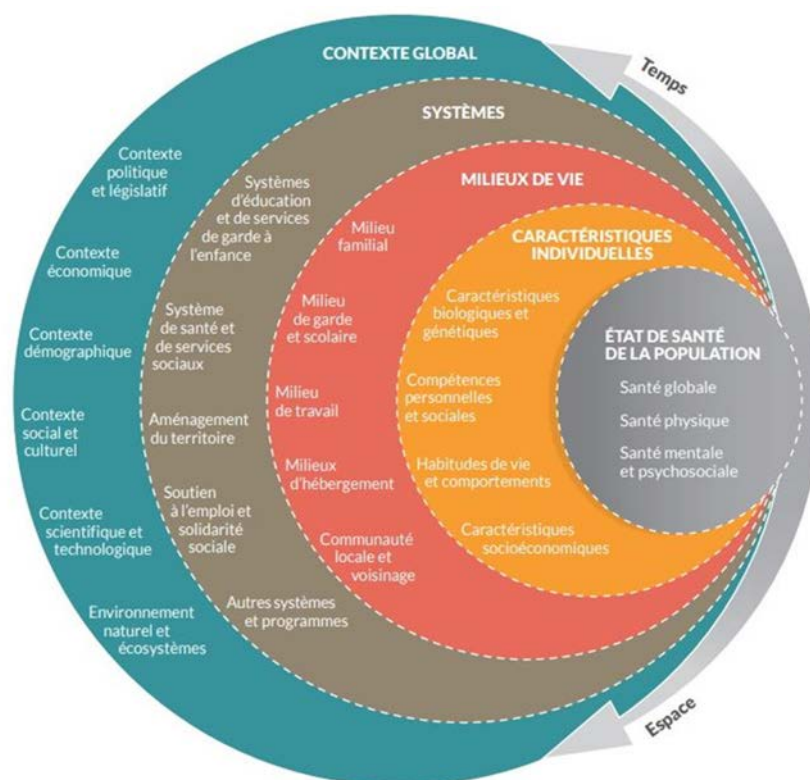 CONTEXTE GLOBAL
Contexte
politique
et législatif
Contexte
économique
Contexte
démographique
Contexte
social et
culturel
Contexte
scientifique et
technologique
Environnement
naturel et
écosystèmes
SYSTÈMES
Systèmes
d'éducation
et de services
de garde à
l'enfance
Système
de santé et
de services
sociaux
Aménagement
du territoire
Soutien
à l'emploi et
solidarité
sociale
Autres systèmes
et programmes
MILIEUX DE VIE
Milieu
familial
Milieu
de garde
et scolaire
Milieu
de travail
Milieux
d'hébergement
Communauté
locale et
voisinage
CARACTÉRISTIQUES
INDIVIDUELLES
Caractéristiques
biologiques et
génétiques
Compétences
personnelles
et sociales
Habitudes de vie
et comportements
Caractéristiques
socioéconomiques
ÉTAT DE SANTÉ
DE LA POPULATION
Santé globale
Santé physique
Santé mentale
et psychosociale
Temps
Espace